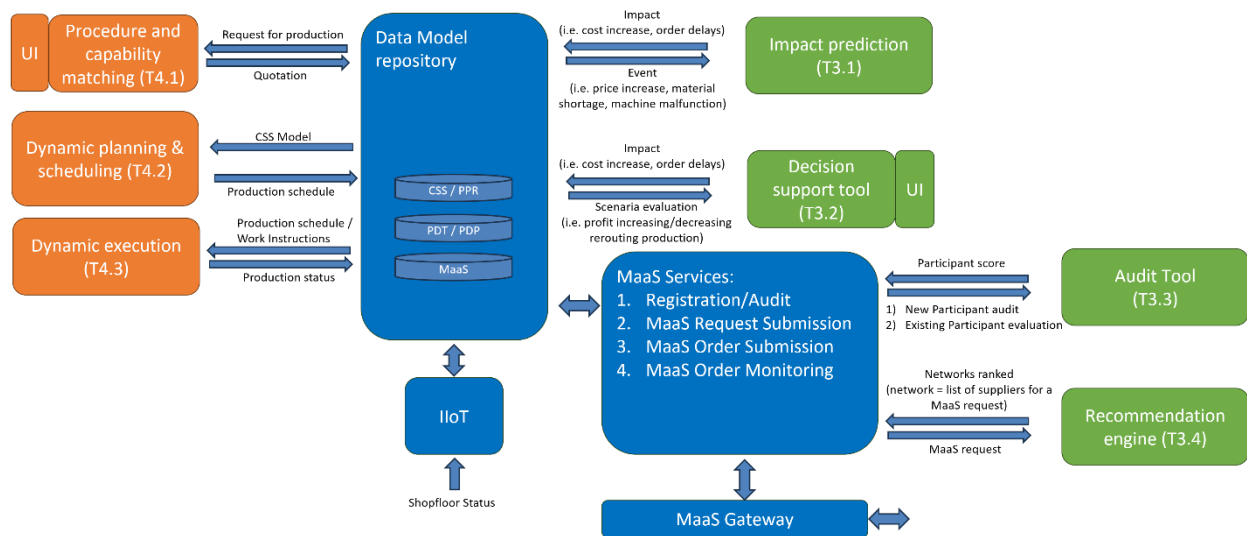 UI
Procedure and
capability
matching (T4.1)
Request for production
Quotation
Dynamic planning &
scheduling (T4.2)
CSS Model
Production schedule
Dynamic execution
(T4.3)
Production schedule /
Work Instructions
Production status
Data Model
repository
CSS / PPR
PDT / PDP
MaaS
IIoT
Shopfloor Status
Impact
(i.e. cost increase, order delays)
Event
(i.e. price increase, material
shortage, machine malfunction)
Impact prediction
(T3.1)
Impact
(i.e. cost increase, order delays)
Scenaria evaluation
(i.e. profit increasing/decreasing
rerouting production)
Decision
support tool
(T3.2)
UI
MaaS Services:
1. Registration/Audit
2. MaaS Request Submission
3. MaaS Order Submission
4. MaaS Order Monitoring
Participant score
1) New Participant audit
2) Existing Participant evaluation
Audit Tool
(T3.3)
Networks ranked
(network = list of suppliers for a
MaaS request)
MaaS request
Recommendation
engine (T3.4)
MaaS Gateway